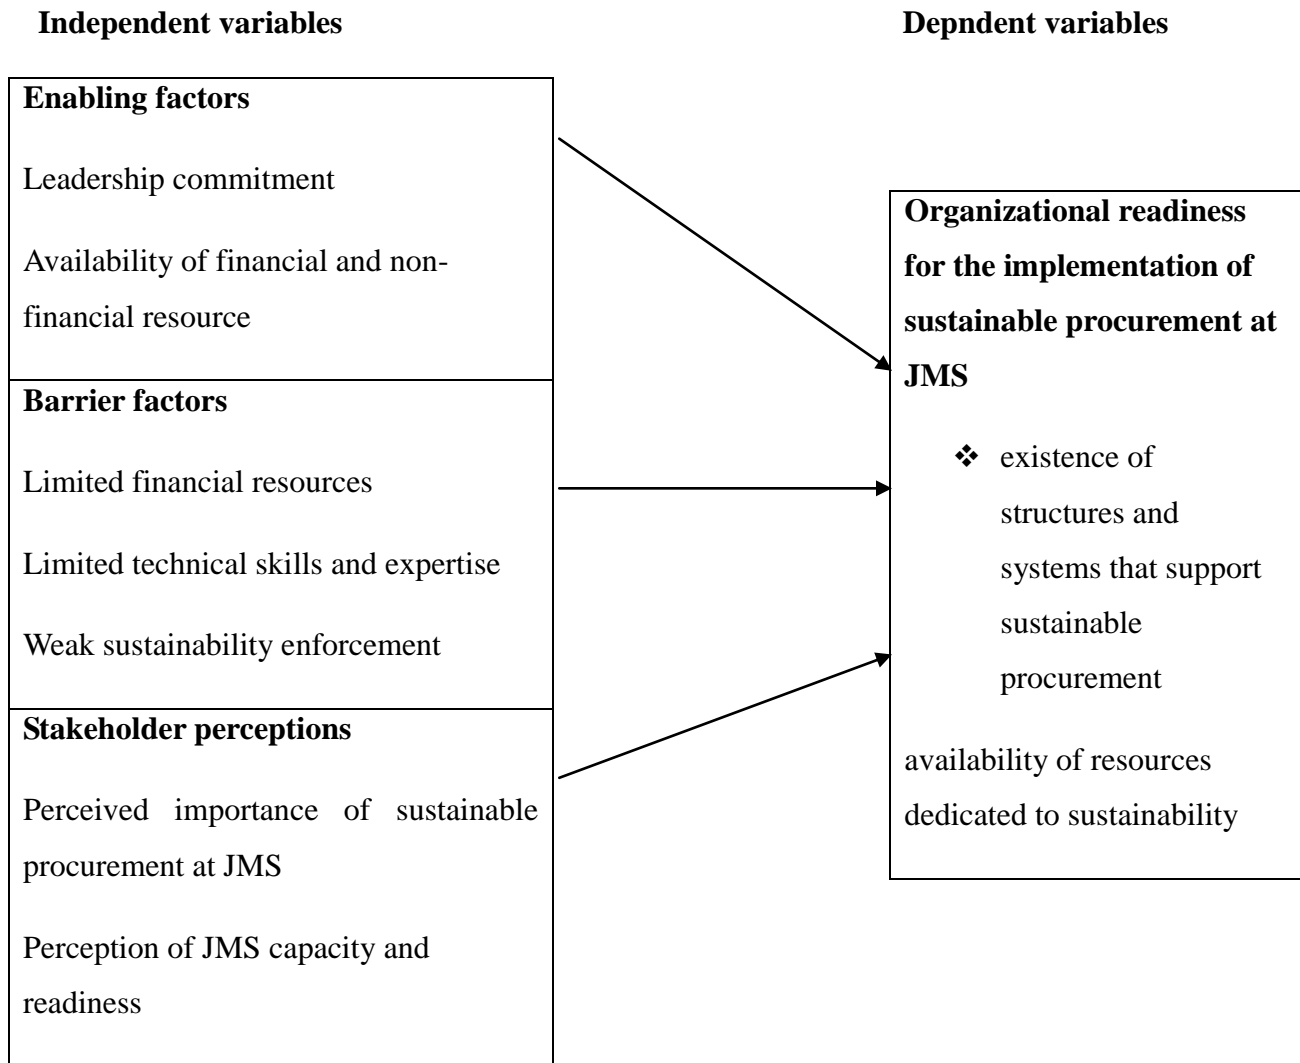 Independent variables
Depndent variables
Enabling factors
Leadership commitment
Availability of financial and non-
financial resource
Barrier factors
Limited financial resources
Limited technical skills and expertise
Weak sustainability enforcement
Stakeholder perceptions
Perceived importance of sustainable
procurement at JMS
Perception of JMS capacity and
readiness
Organizational readiness
for the implementation of
sustainable procurement at
JMS
❖ existence of
structures and
systems that support
sustainable
procurement
availability of resources
dedicated to sustainability